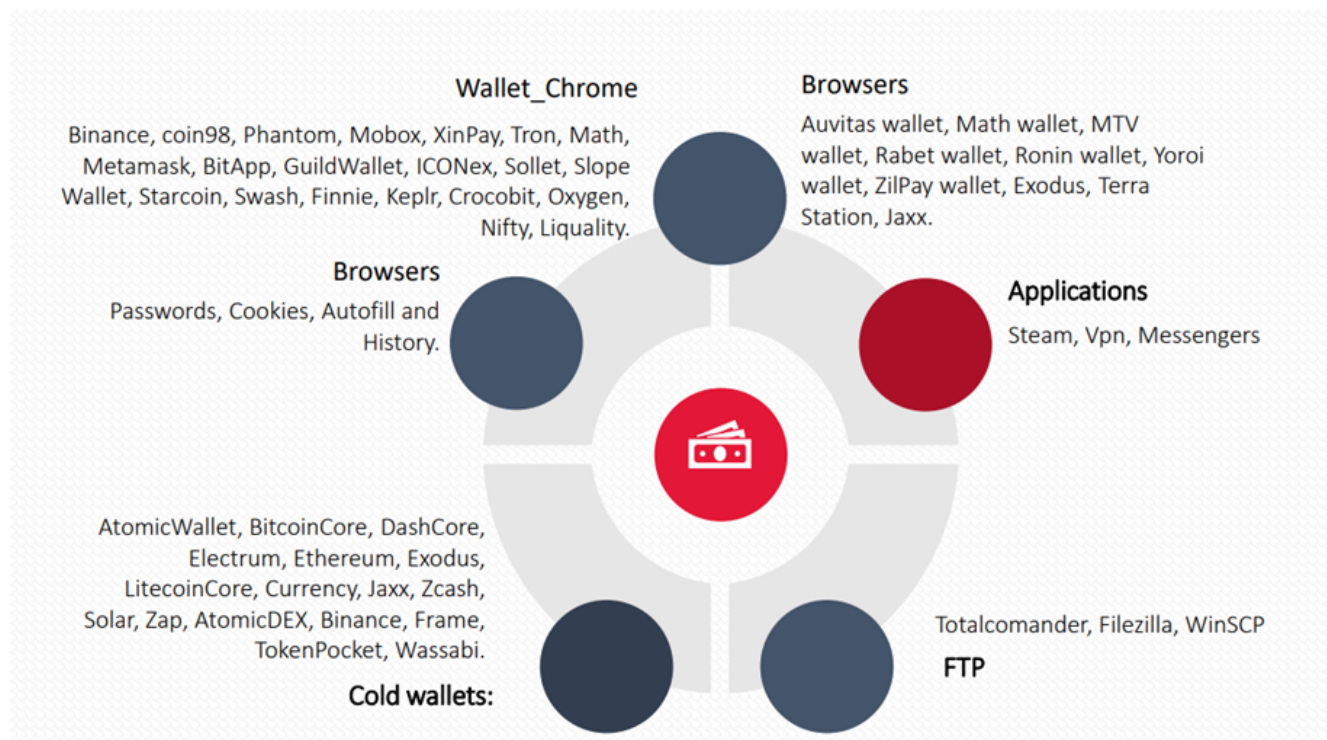 Wallet_Chrome
Binance, coin98, Phantom, Mobox, XinPay, Tron, Math,
Metamask, BitApp, GuildWallet, ICONex, Sollet, Slope
Wallet, Starcoin, Swash, Finnie, Keplr, Crocobit, Oxygen,
Nifty, Liquality.
Browsers
Auvitas wallet, Math wallet, MTV
wallet, Rabet wallet, Ronin wallet, Yoroi
wallet, ZilPay wallet, Exodus, Terra
Station, Jaxx.
Browsers
Passwords, Cookies, Autofill and
History.
Applications
Steam, Vpn, Messengers
AtomicWallet, BitcoinCore, DashCore,
Electrum, Ethereum, Exodus,
LitecoinCore, Currency, Jaxx, Zcash,
Solar, Zap, AtomicDEX, Binance, Frame,
TokenPocket, Wassabi.
Cold wallets:
Totalcomander, Filezilla, WinSCP
FTP